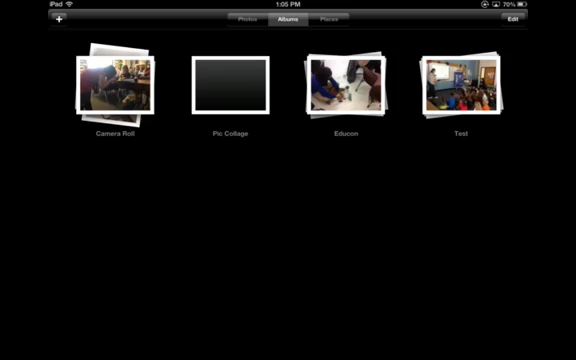 iPad 1:05 PM 70%
+ Photos Albums Places Edit
Camera Roll Pic Collage Educon Test